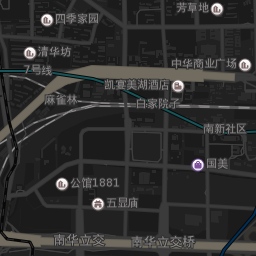 芳草地
四季家园
清华坊
中华商业广场
7号线
凯宴美湖酒店
麻雀林
白家院子
南新社区
国美
公馆1881
五显庙
南华立交
南华立交桥